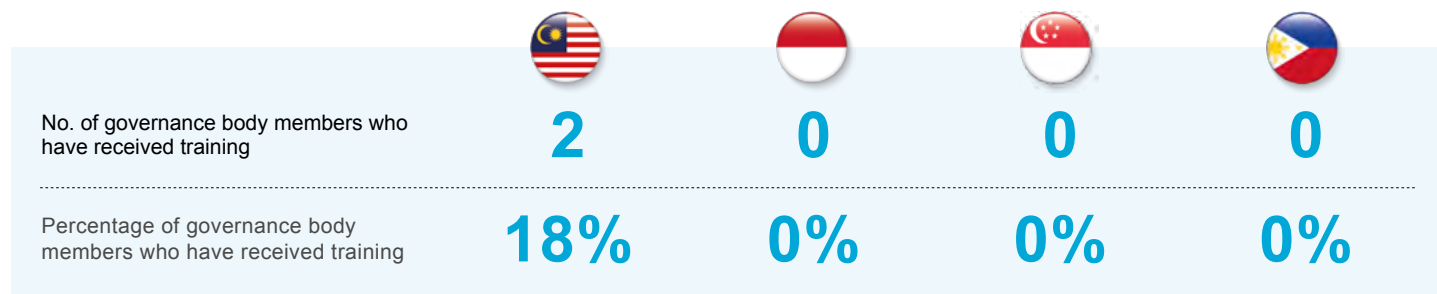 No. of governance body members who
have received training
2 0 0 0
Percentage of governance body
members who have received training
18% 0% 0% 0%